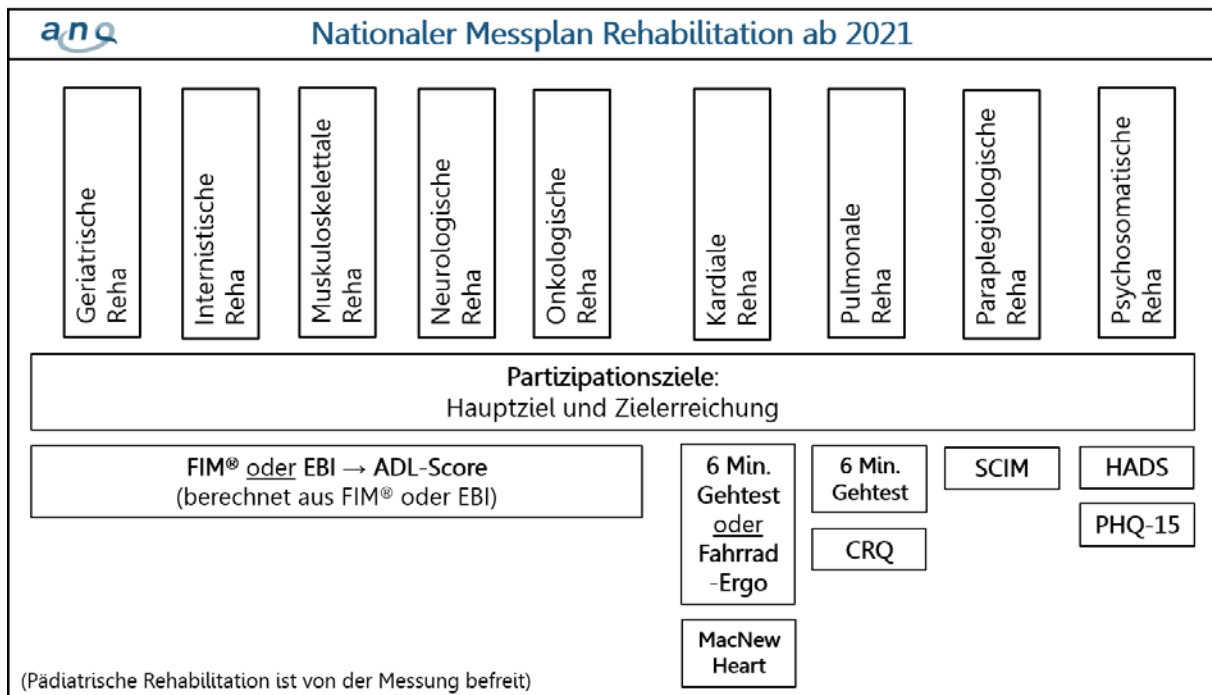 anq
Nationaler Messplan Rehabilitation ab 2021
Geriatrische
Reha
Internistische
Reha
Muskuloskelettale
Reha
Neurologische
Reha
Onkologische
Reha
Kardiale
Reha
Pulmonale
Reha
Paraplegiologische
Reha
Psychosomatische
Reha
Partizipationsziele:
Hauptziel und Zielerreichung
FIM® oder EBI → ADL-Score
(berechnet aus FIM® oder EBI)
6 Min.
Gehtest
oder
Fahrrad
-Ergo
MacNew
Heart
6 Min.
Gehtest
CRQ
SCIM
HADS
PHQ-15
(Pädiatrische Rehabilitation ist von der Messung befreit)